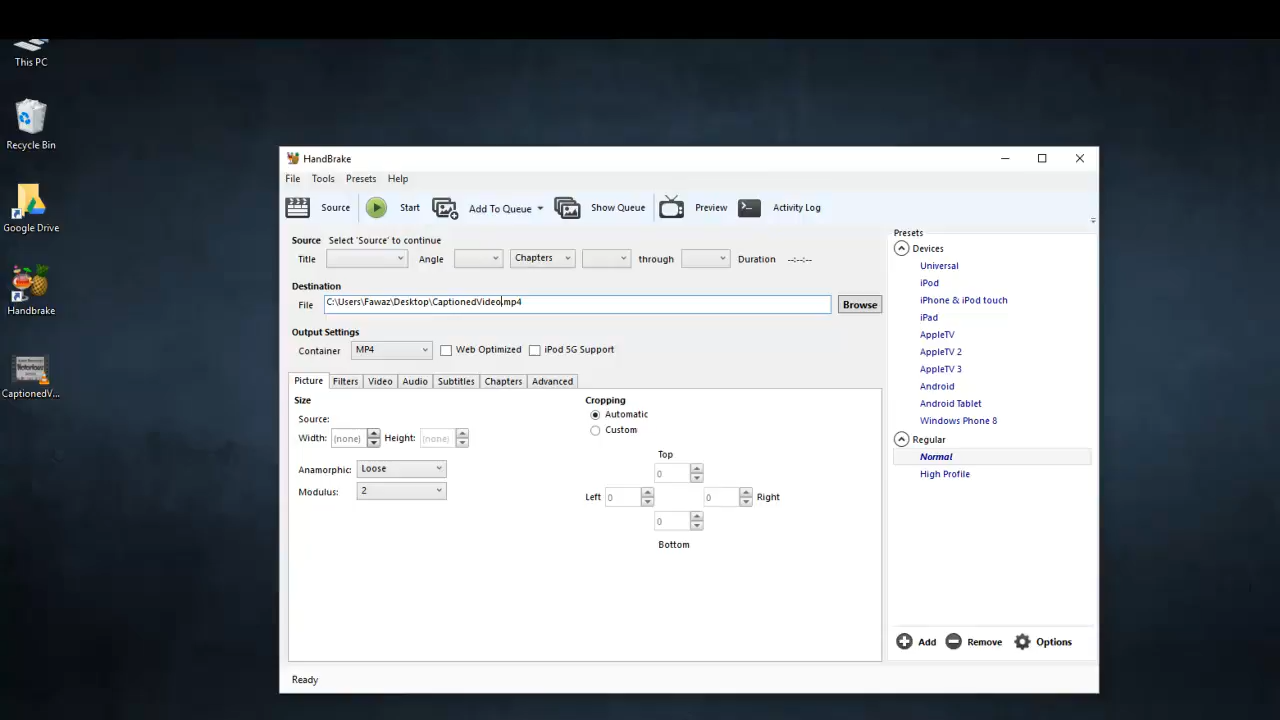 This PC
Recycle Bin
Google Drive
Handbrake
CaptionedV...
HandBrake
File Tools Presets Help
Source Start Add To Queue Show Queue Preview Activity Log
Source Select 'Source' to continue
Title Angle Chapters through Duration --:--:--
Destination
File C:\Users\Fawaz\Desktop\CaptionedVideo.mp4 Browse
Output Settings
Container MP4 Web Optimized iPod 5G Support
Picture Filters Video Audio Subtitles Chapters Advanced
Size
Source:
Width: (none) Height: (none)
Anamorphic: Loose
Modulus: 2
Cropping
Automatic
Custom
Top
0
Left 0 0 Right
0
Bottom
Presets
Devices
Universal
iPod
iPhone & iPod touch
iPad
AppleTV
AppleTV 2
AppleTV 3
Android
Android Tablet
Windows Phone 8
Regular
Normal
High Profile
Add Remove Options
Ready